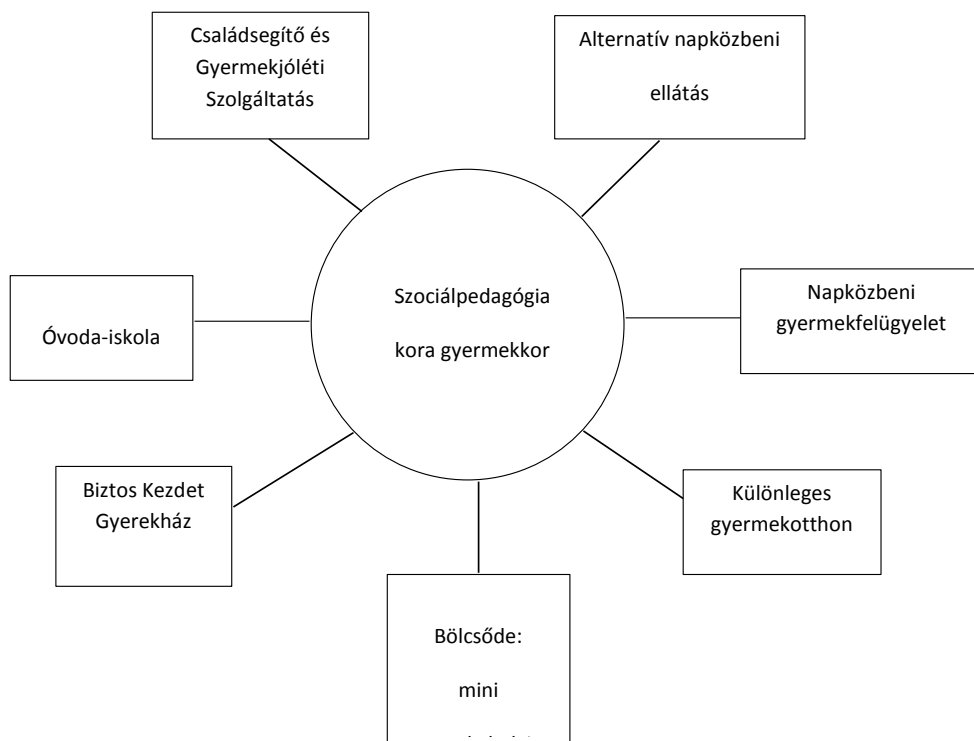 Családsegítő és
Gyermekjóléti
Szolgáltatás
Alternatív napközbeni
ellátás
Szociálpedagógia
kora gyermekkor
Óvoda-iskola
Napközbeni
gyermekfelügyelet
Biztos Kezdet
Gyerekház
Különleges
gyermekotthon
Bölcsőde:
mini